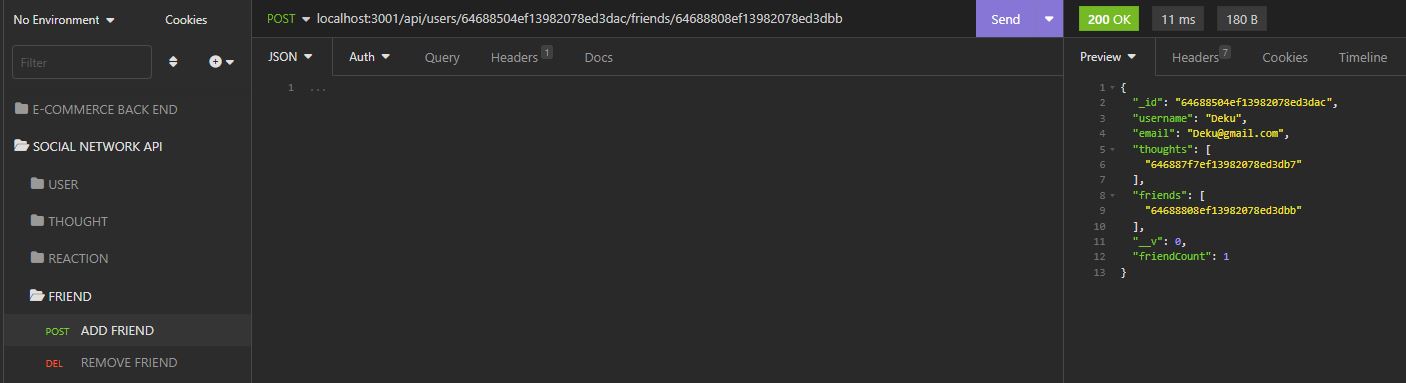 No Environment Cookies
Filter
E-COMMERCE BACK END
SOCIAL NETWORK API
USER
THOUGHT
REACTION
FRIEND
POST ADD FRIEND
DEL REMOVE FRIEND
POST localhost:3001/api/users/64688504ef13982078ed3dac/friends/64688808ef13982078ed3dbb Send
JSON Auth Query Headers 1 Docs
1 ...
200 OK 11 ms 180 B
Preview Headers 7 Cookies Timeline
1 {
2 "_id": "64688504ef13982078ed3dac",
3 "username": "Deku",
4 "email": "Deku@gmail.com",
5 "thoughts": [
6 "646887f7ef13982078ed3db7"
7 ],
8 "friends": [
9 "64688808ef13982078ed3dbb"
10 ],
11 "__v": 0,
12 "friendCount": 1
13 }